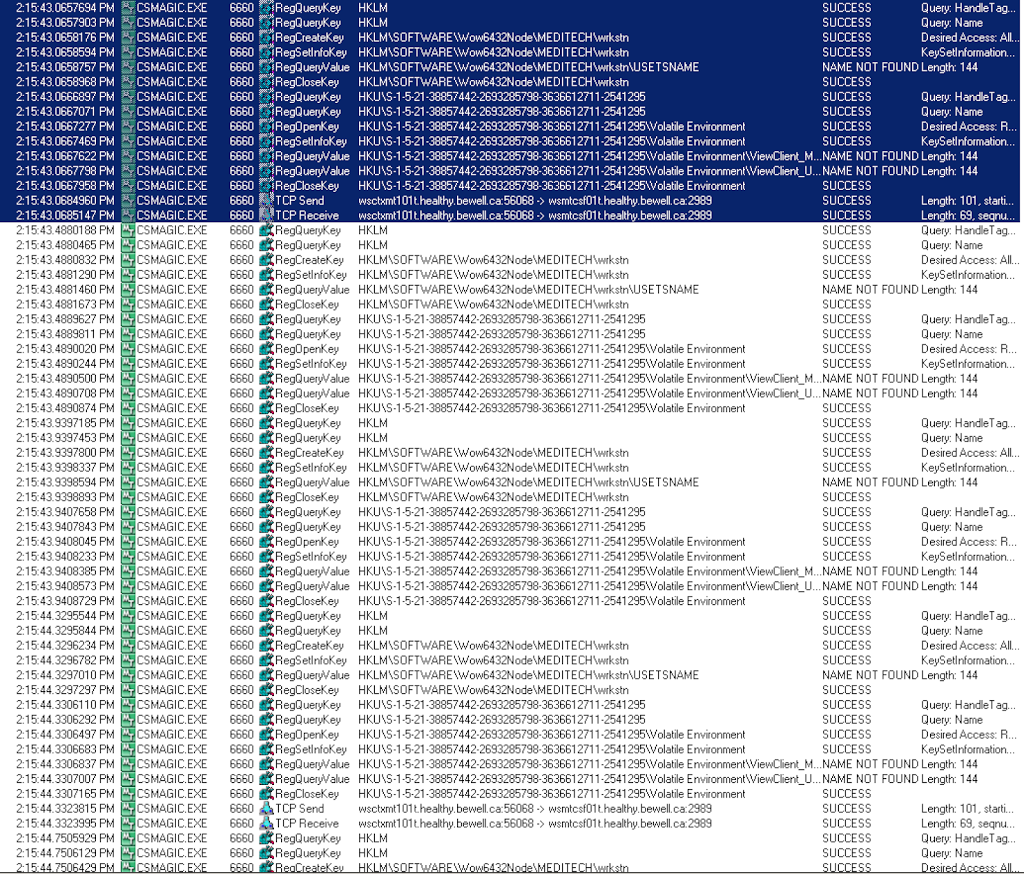 2:15:43.0657694 PM CSMAGIC.EXE 6660 RegQueryKey HKLM SUCCESS Query: HandleTag...
2:15:43.0657903 PM CSMAGIC.EXE 6660 RegQueryKey HKLM SUCCESS Query: Name
2:15:43.0658176 PM CSMAGIC.EXE 6660 RegCreateKey HKLM\SOFTWARE\Wow6432Node\MEDITECH\wrkstn SUCCESS Desired Access: All...
2:15:43.0658594 PM CSMAGIC.EXE 6660 RegSetInfoKey HKLM\SOFTWARE\Wow6432Node\MEDITECH\wrkstn SUCCESS KeySetInformation...
2:15:43.0658757 PM CSMAGIC.EXE 6660 RegQueryValue HKLM\SOFTWARE\Wow6432Node\MEDITECH\wrkstn\USETSNAME NAME NOT FOUND Length: 144
2:15:43.0658968 PM CSMAGIC.EXE 6660 RegCloseKey HKLM\SOFTWARE\Wow6432Node\MEDITECH\wrkstn SUCCESS
2:15:43.0666897 PM CSMAGIC.EXE 6660 RegQueryKey HKU\S-1-5-21-38857442-2693285798-3636612711-2541295 SUCCESS Query: HandleTag...
2:15:43.0667071 PM CSMAGIC.EXE 6660 RegQueryKey HKU\S-1-5-21-38857442-2693285798-3636612711-2541295 SUCCESS Query: Name
2:15:43.0667277 PM CSMAGIC.EXE 6660 RegOpenKey HKU\S-1-5-21-38857442-2693285798-3636612711-2541295\Volatile Environment SUCCESS Desired Access: R...
2:15:43.0667469 PM CSMAGIC.EXE 6660 RegSetInfoKey HKU\S-1-5-21-38857442-2693285798-3636612711-2541295\Volatile Environment SUCCESS KeySetInformation...
2:15:43.0667622 PM CSMAGIC.EXE 6660 RegQueryValue HKU\S-1-5-21-38857442-2693285798-3636612711-2541295\Volatile Environment\ViewClient_M... NAME NOT FOUND Length: 144
2:15:43.0667798 PM CSMAGIC.EXE 6660 RegQueryValue HKU\S-1-5-21-38857442-2693285798-3636612711-2541295\Volatile Environment\ViewClient_U... NAME NOT FOUND Length: 144
2:15:43.0667958 PM CSMAGIC.EXE 6660 RegCloseKey HKU\S-1-5-21-38857442-2693285798-3636612711-2541295\Volatile Environment SUCCESS
2:15:43.0684960 PM CSMAGIC.EXE 6660 TCP Send wsctxmt101t.healthy.bewell.ca:56068 -> wsmtcsf01t.healthy.bewell.ca:2989 SUCCESS Length: 101, starti...
2:15:43.0685147 PM CSMAGIC.EXE 6660 TCP Receive wsctxmt101t.healthy.bewell.ca:56068 -> wsmtcsf01t.healthy.bewell.ca:2989 SUCCESS Length: 69, seqnu...
2:15:43.4880188 PM CSMAGIC.EXE 6660 RegQueryKey HKLM SUCCESS Query: HandleTag...
2:15:43.4880465 PM CSMAGIC.EXE 6660 RegQueryKey HKLM SUCCESS Query: Name
2:15:43.4880832 PM CSMAGIC.EXE 6660 RegCreateKey HKLM\SOFTWARE\Wow6432Node\MEDITECH\wrkstn SUCCESS Desired Access: All...
2:15:43.4881290 PM CSMAGIC.EXE 6660 RegSetInfoKey HKLM\SOFTWARE\Wow6432Node\MEDITECH\wrkstn SUCCESS KeySetInformation...
2:15:43.4881460 PM CSMAGIC.EXE 6660 RegQueryValue HKLM\SOFTWARE\Wow6432Node\MEDITECH\wrkstn\USETSNAME NAME NOT FOUND Length: 144
2:15:43.4881673 PM CSMAGIC.EXE 6660 RegCloseKey HKLM\SOFTWARE\Wow6432Node\MEDITECH\wrkstn SUCCESS
2:15:43.4889627 PM CSMAGIC.EXE 6660 RegQueryKey HKU\S-1-5-21-38857442-2693285798-3636612711-2541295 SUCCESS Query: HandleTag...
2:15:43.4889811 PM CSMAGIC.EXE 6660 RegQueryKey HKU\S-1-5-21-38857442-2693285798-3636612711-2541295 SUCCESS Query: Name
2:15:43.4890020 PM CSMAGIC.EXE 6660 RegOpenKey HKU\S-1-5-21-38857442-2693285798-3636612711-2541295\Volatile Environment SUCCESS Desired Access: R...
2:15:43.4890244 PM CSMAGIC.EXE 6660 RegSetInfoKey HKU\S-1-5-21-38857442-2693285798-3636612711-2541295\Volatile Environment SUCCESS KeySetInformation...
2:15:43.4890500 PM CSMAGIC.EXE 6660 RegQueryValue HKU\S-1-5-21-38857442-2693285798-3636612711-2541295\Volatile Environment\ViewClient_M... NAME NOT FOUND Length: 144
2:15:43.4890708 PM CSMAGIC.EXE 6660 RegQueryValue HKU\S-1-5-21-38857442-2693285798-3636612711-2541295\Volatile Environment\ViewClient_U... NAME NOT FOUND Length: 144
2:15:43.4890874 PM CSMAGIC.EXE 6660 RegCloseKey HKU\S-1-5-21-38857442-2693285798-3636612711-2541295\Volatile Environment SUCCESS
2:15:43.9397185 PM CSMAGIC.EXE 6660 RegQueryKey HKLM SUCCESS Query: HandleTag...
2:15:43.9397453 PM CSMAGIC.EXE 6660 RegQueryKey HKLM SUCCESS Query: Name
2:15:43.9397800 PM CSMAGIC.EXE 6660 RegCreateKey HKLM\SOFTWARE\Wow6432Node\MEDITECH\wrkstn SUCCESS Desired Access: All...
2:15:43.9398337 PM CSMAGIC.EXE 6660 RegSetInfoKey HKLM\SOFTWARE\Wow6432Node\MEDITECH\wrkstn SUCCESS KeySetInformation...
2:15:43.9398594 PM CSMAGIC.EXE 6660 RegQueryValue HKLM\SOFTWARE\Wow6432Node\MEDITECH\wrkstn\USETSNAME NAME NOT FOUND Length: 144
2:15:43.9398893 PM CSMAGIC.EXE 6660 RegCloseKey HKLM\SOFTWARE\Wow6432Node\MEDITECH\wrkstn SUCCESS
2:15:43.9407658 PM CSMAGIC.EXE 6660 RegQueryKey HKU\S-1-5-21-38857442-2693285798-3636612711-2541295 SUCCESS Query: HandleTag...
2:15:43.9407843 PM CSMAGIC.EXE 6660 RegQueryKey HKU\S-1-5-21-38857442-2693285798-3636612711-2541295 SUCCESS Query: Name
2:15:43.9408045 PM CSMAGIC.EXE 6660 RegOpenKey HKU\S-1-5-21-38857442-2693285798-3636612711-2541295\Volatile Environment SUCCESS Desired Access: R...
2:15:43.9408233 PM CSMAGIC.EXE 6660 RegSetInfoKey HKU\S-1-5-21-38857442-2693285798-3636612711-2541295\Volatile Environment SUCCESS KeySetInformation...
2:15:43.9408385 PM CSMAGIC.EXE 6660 RegQueryValue HKU\S-1-5-21-38857442-2693285798-3636612711-2541295\Volatile Environment\ViewClient_M... NAME NOT FOUND Length: 144
2:15:43.9408573 PM CSMAGIC.EXE 6660 RegQueryValue HKU\S-1-5-21-38857442-2693285798-3636612711-2541295\Volatile Environment\ViewClient_U... NAME NOT FOUND Length: 144
2:15:43.9408729 PM CSMAGIC.EXE 6660 RegCloseKey HKU\S-1-5-21-38857442-2693285798-3636612711-2541295\Volatile Environment SUCCESS
2:15:44.3295544 PM CSMAGIC.EXE 6660 RegQueryKey HKLM SUCCESS Query: HandleTag...
2:15:44.3295844 PM CSMAGIC.EXE 6660 RegQueryKey HKLM SUCCESS Query: Name
2:15:44.3296234 PM CSMAGIC.EXE 6660 RegCreateKey HKLM\SOFTWARE\Wow6432Node\MEDITECH\wrkstn SUCCESS Desired Access: All...
2:15:44.3296782 PM CSMAGIC.EXE 6660 RegSetInfoKey HKLM\SOFTWARE\Wow6432Node\MEDITECH\wrkstn SUCCESS KeySetInformation...
2:15:44.3297010 PM CSMAGIC.EXE 6660 RegQueryValue HKLM\SOFTWARE\Wow6432Node\MEDITECH\wrkstn\USETSNAME NAME NOT FOUND Length: 144
2:15:44.3297297 PM CSMAGIC.EXE 6660 RegCloseKey HKLM\SOFTWARE\Wow6432Node\MEDITECH\wrkstn SUCCESS
2:15:44.3306110 PM CSMAGIC.EXE 6660 RegQueryKey HKU\S-1-5-21-38857442-2693285798-3636612711-2541295 SUCCESS Query: HandleTag...
2:15:44.3306292 PM CSMAGIC.EXE 6660 RegQueryKey HKU\S-1-5-21-38857442-2693285798-3636612711-2541295 SUCCESS Query: Name
2:15:44.3306497 PM CSMAGIC.EXE 6660 RegOpenKey HKU\S-1-5-21-38857442-2693285798-3636612711-2541295\Volatile Environment SUCCESS Desired Access: R...
2:15:44.3306683 PM CSMAGIC.EXE 6660 RegSetInfoKey HKU\S-1-5-21-38857442-2693285798-3636612711-2541295\Volatile Environment SUCCESS KeySetInformation...
2:15:44.3306837 PM CSMAGIC.EXE 6660 RegQueryValue HKU\S-1-5-21-38857442-2693285798-3636612711-2541295\Volatile Environment\ViewClient_M... NAME NOT FOUND Length: 144
2:15:44.3307007 PM CSMAGIC.EXE 6660 RegQueryValue HKU\S-1-5-21-38857442-2693285798-3636612711-2541295\Volatile Environment\ViewClient_U... NAME NOT FOUND Length: 144
2:15:44.3307165 PM CSMAGIC.EXE 6660 RegCloseKey HKU\S-1-5-21-38857442-2693285798-3636612711-2541295\Volatile Environment SUCCESS
2:15:44.3323815 PM CSMAGIC.EXE 6660 TCP Send wsctxmt101t.healthy.bewell.ca:56068 -> wsmtcsf01t.healthy.bewell.ca:2989 SUCCESS Length: 101, starti...
2:15:44.3323995 PM CSMAGIC.EXE 6660 TCP Receive wsctxmt101t.healthy.bewell.ca:56068 -> wsmtcsf01t.healthy.bewell.ca:2989 SUCCESS Length: 69, seqnu...
2:15:44.7505929 PM CSMAGIC.EXE 6660 RegQueryKey HKLM SUCCESS Query: HandleTag...
2:15:44.7506129 PM CSMAGIC.EXE 6660 RegQueryKey HKLM SUCCESS Query: Name
2:15:44.7506429 PM CSMAGIC.EXE 6660 RegCreateKey HKLM\SOFTWARE\Wow6432Node\MEDITECH\wrkstn SUCCESS Desired Access: All...